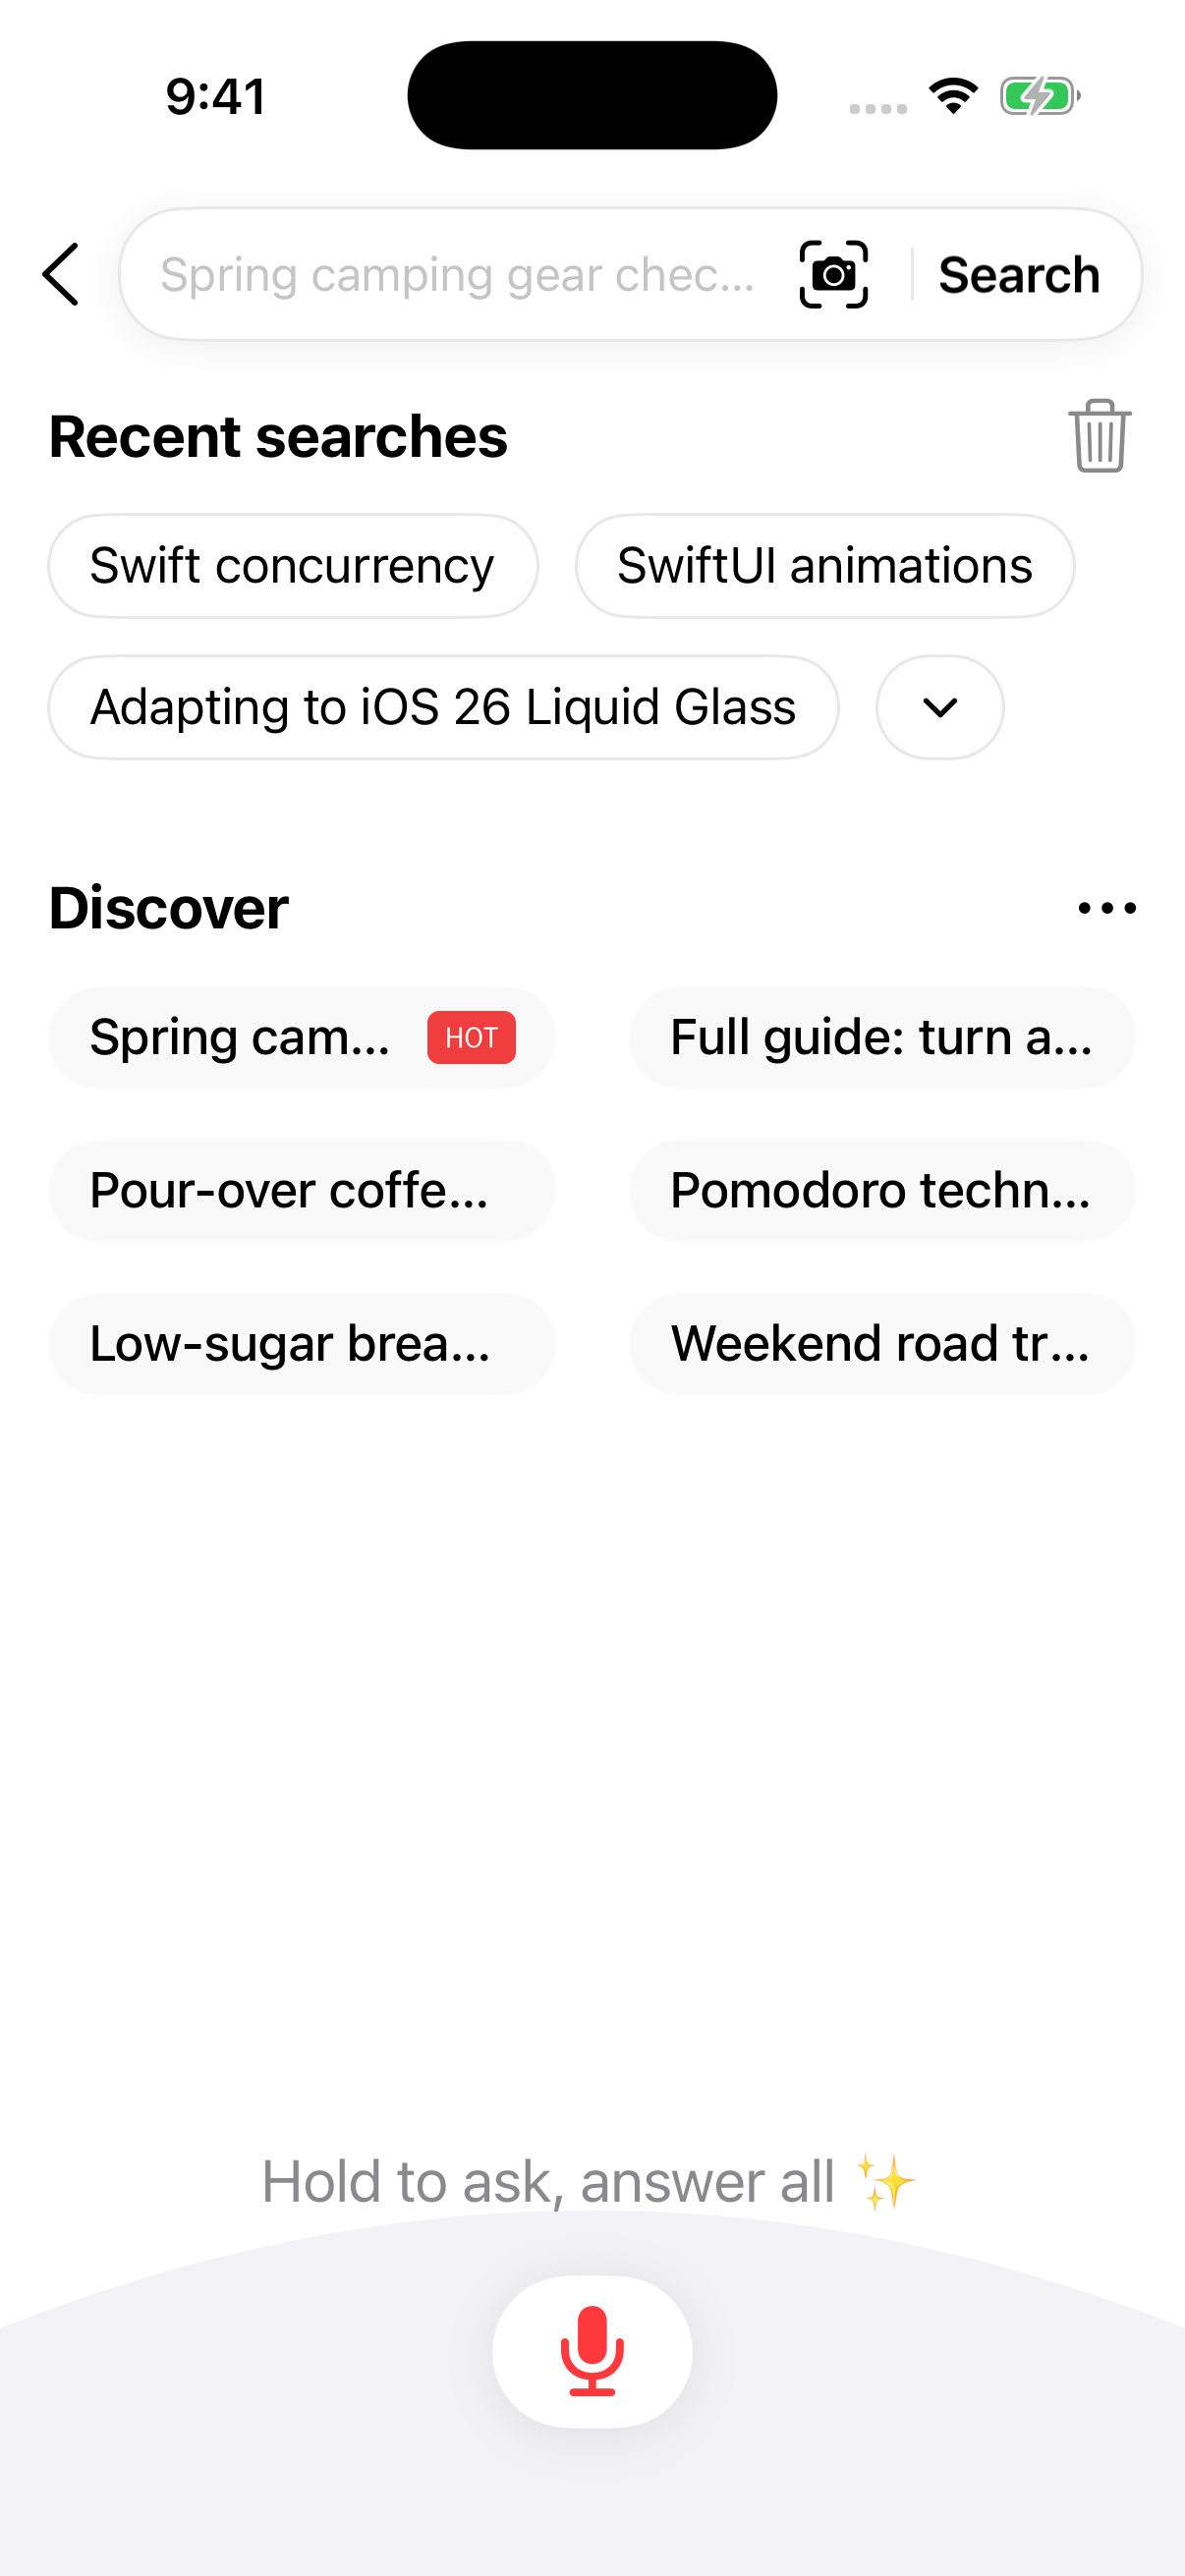 9:41
Spring camping gear chec...
Search
Recent searches
Swift concurrency
SwiftUI animations
Adapting to iOS 26 Liquid Glass
Discover
Spring cam...
HOT
Full guide: turn a...
Pour-over coffe...
Pomodoro techn...
Low-sugar brea...
Weekend road tr...
Hold to ask, answer all ✨